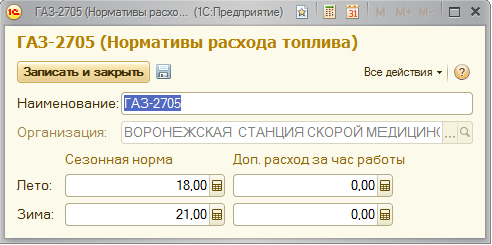 ГАЗ-2705 (Нормативы расхо... (1С:Предприятие)
M M+ M-
ГАЗ-2705 (Нормативы расхода топлива)
Записать и закрыть Все действия ?
Наименование: ГАЗ-2705
Организация: ВОРОНЕЖСКАЯ СТАНЦИЯ СКОРОЙ МЕДИЦИНС ...
Сезонная норма Доп. расход за час работы
Лето: 18,00 0,00
Зима: 21,00 0,00